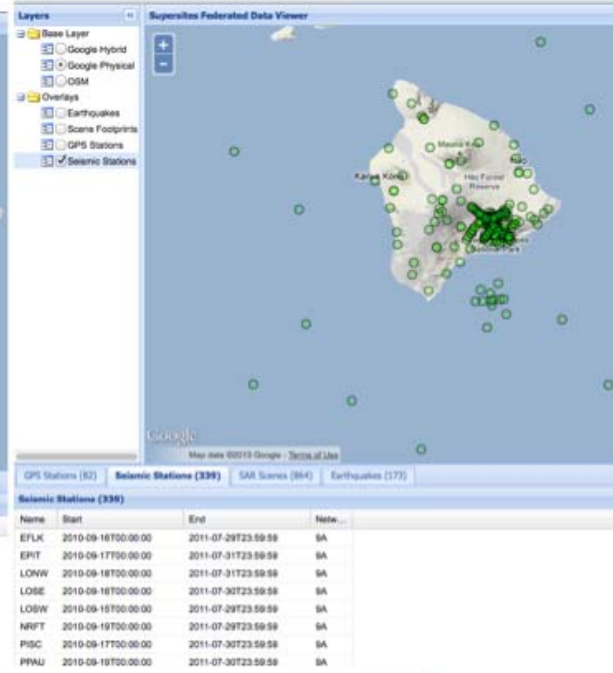 Layers
Base Layer
Google Hybrid
Google Physical
OSM
Overlays
Earthquakes
Scene Footprints
GPS Stations
Seismic Stations
Supersites Federated Data Viewer
+
-
Mauna
Hilo
Hilo Forest
Reserve
Google
Map data ©2013 Google - Terms of Use
GPS Stations (82) Seismic Stations (339) SAR Scenes (864) Earthquakes (173)
Seismic Stations (339)
Name Start End Netw...
EFLK 2010-09-16T00:00:00 2011-07-29T23:59:59 9A
EPIT 2010-09-17T00:00:00 2011-07-31T23:59:59 9A
LONW 2010-09-18T00:00:00 2011-07-31T23:59:59 9A
LOSE 2010-09-16T00:00:00 2011-07-30T23:59:59 9A
LOSW 2010-09-15T00:00:00 2011-07-29T23:59:59 9A
NRFT 2010-09-19T00:00:00 2011-07-29T23:59:59 9A
PISC 2010-09-17T00:00:00 2011-07-30T23:59:59 9A
PPAU 2010-09-19T00:00:00 2011-07-30T23:59:59 9A